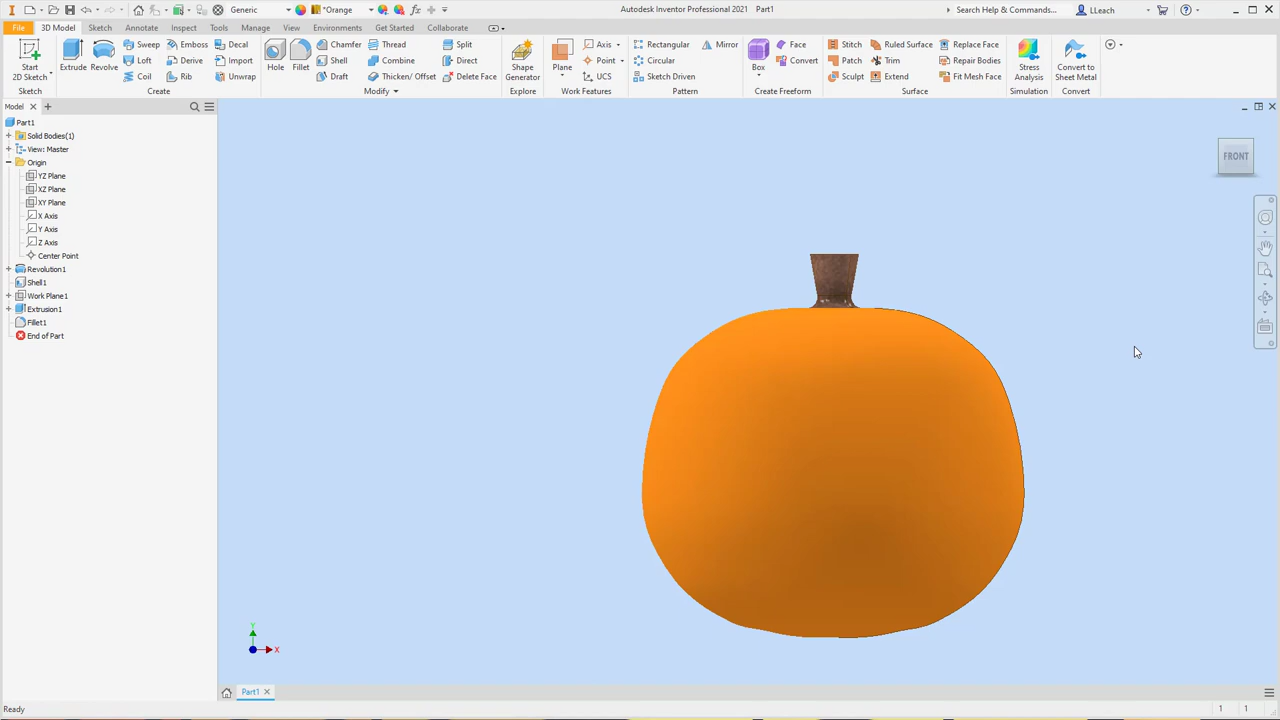 Generic
*Orange
Autodesk Inventor Professional 2021 Part1
Search Help & Commands...
LLeach
File
3D Model
Sketch
Annotate
Inspect
Tools
Manage
View
Environments
Get Started
Collaborate
Start
2D Sketch
Sketch
Extrude
Revolve
Sweep
Loft
Coil
Emboss
Derive
Rib
Decal
Import
Unwrap
Create
Hole
Fillet
Chamfer
Shell
Draft
Thread
Combine
Thicken/ Offset
Split
Direct
Delete Face
Modify
Shape
Generator
Explore
Plane
Axis
Point
UCS
Work Features
Rectangular
Circular
Sketch Driven
Mirror
Pattern
Box
Face
Convert
Create Freeform
Stitch
Patch
Sculpt
Ruled Surface
Trim
Extend
Replace Face
Repair Bodies
Fit Mesh Face
Surface
Stress
Analysis
Simulation
Convert to
Sheet Metal
Convert
Model
Part1
Solid Bodies(1)
View: Master
Origin
YZ Plane
XZ Plane
XY Plane
X Axis
Y Axis
Z Axis
Center Point
Revolution1
Shell1
Work Plane1
Extrusion1
Fillet1
End of Part
FRONT
Y
X
Part1
Ready
1
1